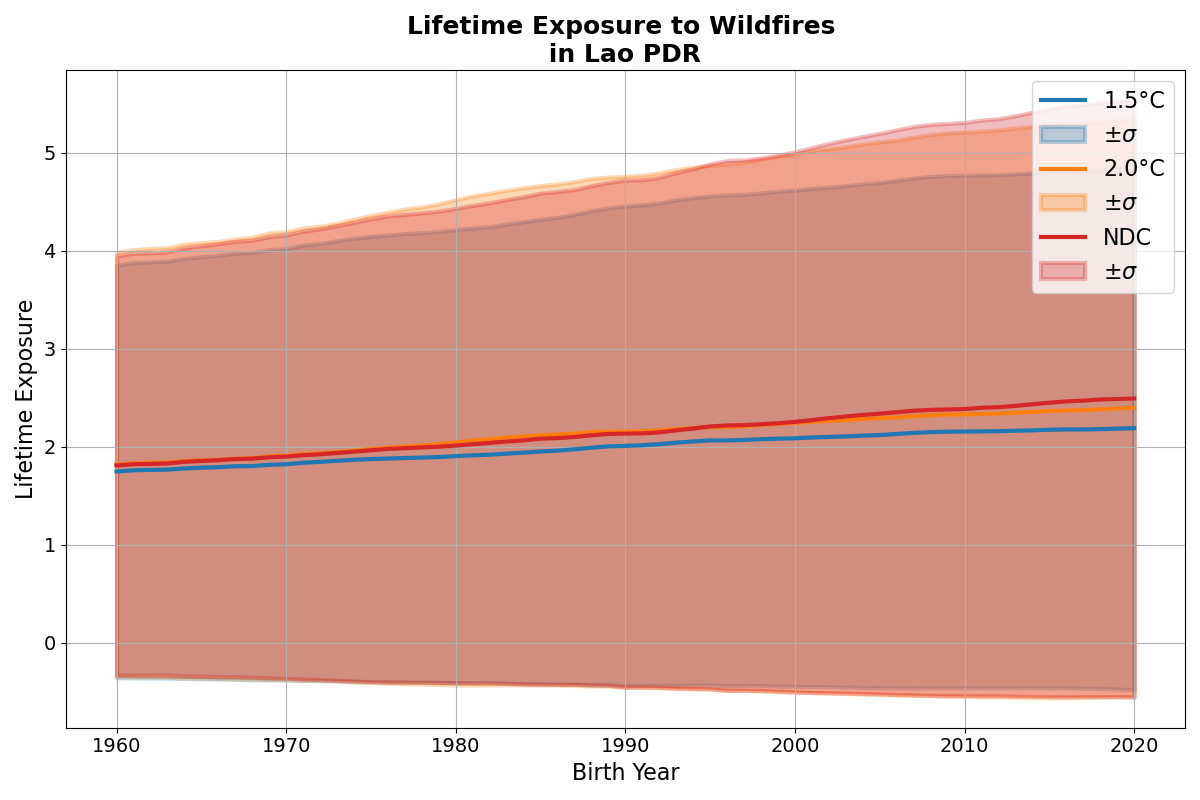 Lifetime Exposure to Wildfires
in Lao PDR
1.5°C
±σ
2.0°C
±σ
NDC
±σ
Lifetime Exposure
5
4
3
2
1
0
1960 1970 1980 1990 2000 2010 2020
Birth Year